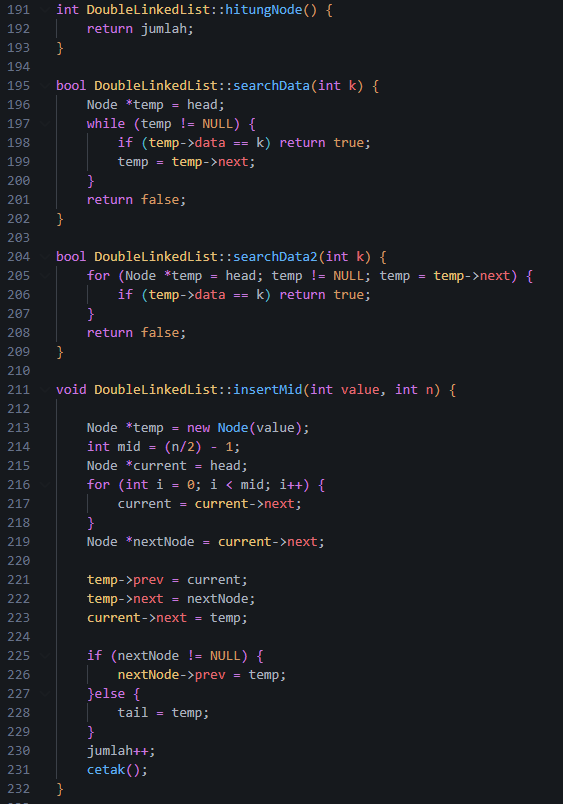 191 int DoubleLinkedList::hitungNode() {
192     return jumlah;
193 }
194
195 bool DoubleLinkedList::searchData(int k) {
196     Node *temp = head;
197     while (temp != NULL) {
198         if (temp->data == k) return true;
199         temp = temp->next;
200     }
201     return false;
202 }
203
204 bool DoubleLinkedList::searchData2(int k) {
205     for (Node *temp = head; temp != NULL; temp = temp->next) {
206         if (temp->data == k) return true;
207     }
208     return false;
209 }
210
211 void DoubleLinkedList::insertMid(int value, int n) {
212
213     Node *temp = new Node(value);
214     int mid = (n/2) - 1;
215     Node *current = head;
216     for (int i = 0; i < mid; i++) {
217         current = current->next;
218     }
219     Node *nextNode = current->next;
220
221     temp->prev = current;
222     temp->next = nextNode;
223     current->next = temp;
224
225     if (nextNode != NULL) {
226         nextNode->prev = temp;
227     }else {
228         tail = temp;
229     }
230     jumlah++;
231     cetak();
232 }